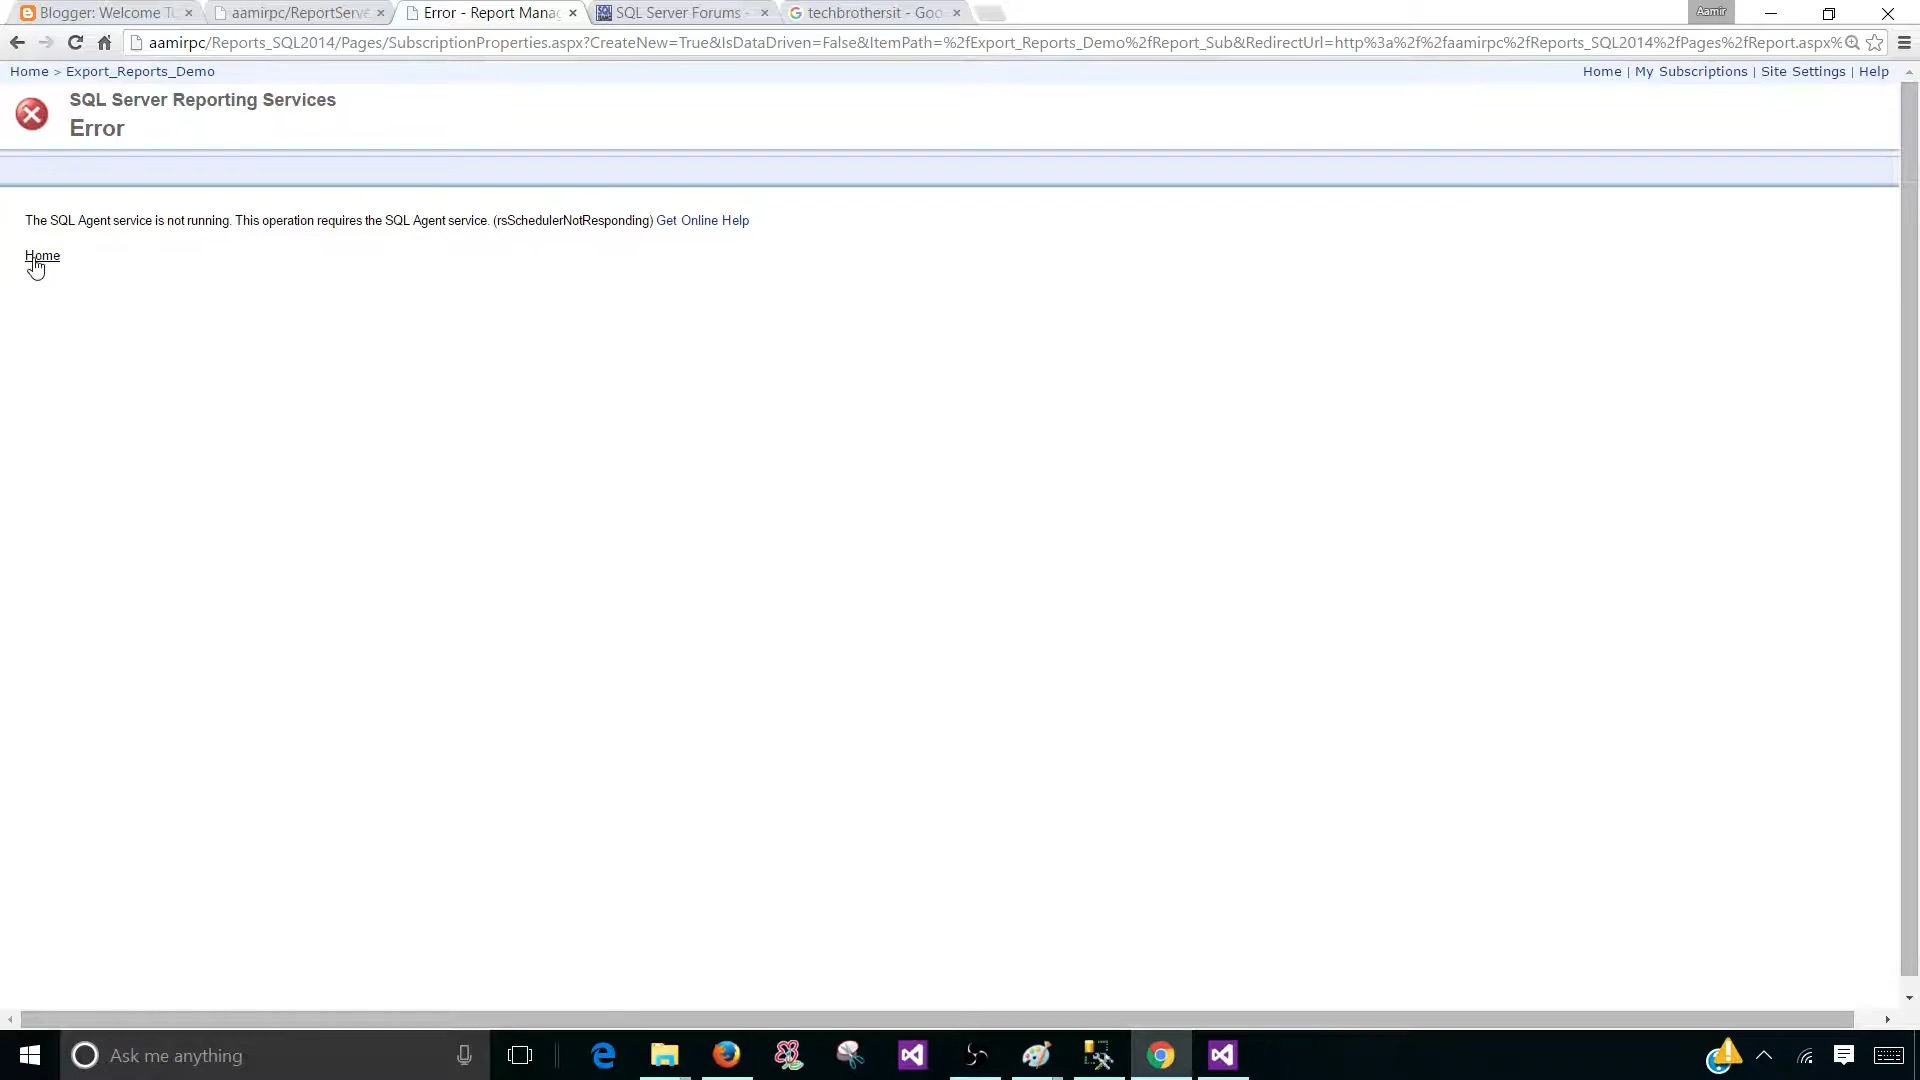 Blogger: Welcome Tu
aamirpc/ReportServe
Error - Report Manag
SQL Server Forums -
techbrothersit - Goo
Aamir
aamirpc/Reports_SQL2014/Pages/SubscriptionProperties.aspx?CreateNew=True&IsDataDriven=False&ItemPath=%2fExport_Reports_Demo%2fReport_Sub&RedirectUrl=http%3a%2f%2faamirpc%2fReports_SQL2014%2fPages%2fReport.aspx%
Home > Export_Reports_Demo
Home | My Subscriptions | Site Settings | Help
SQL Server Reporting Services
Error
The SQL Agent service is not running. This operation requires the SQL Agent service. (rsSchedulerNotResponding) Get Online Help
Home
Ask me anything